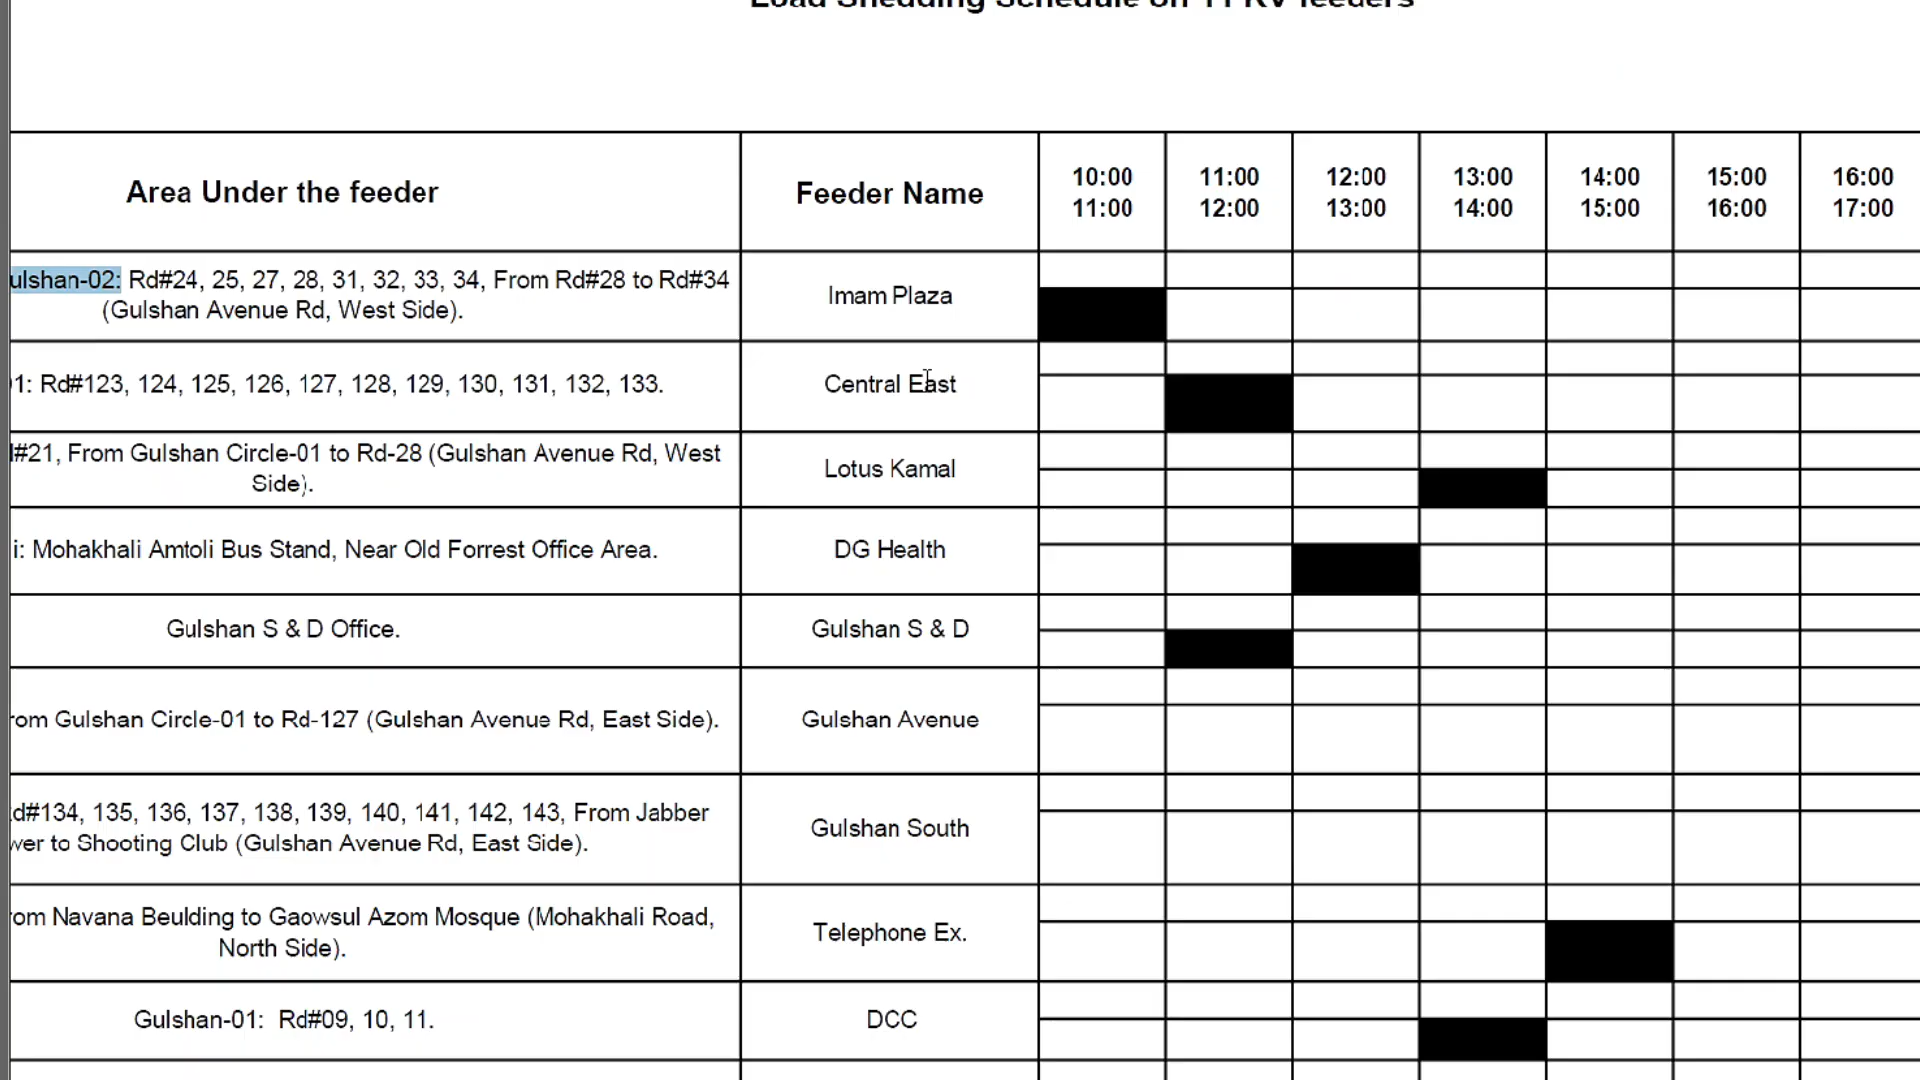 Load Shedding Schedule on 11 KV feeders
Area Under the feeder
Feeder Name
10:00 11:00 12:00 13:00 14:00 15:00 16:00
11:00 12:00 13:00 14:00 15:00 16:00 17:00
ulshan-02: Rd#24, 25, 27, 28, 31, 32, 33, 34, From Rd#28 to Rd#34
(Gulshan Avenue Rd, West Side).
Imam Plaza
1: Rd#123, 124, 125, 126, 127, 128, 129, 130, 131, 132, 133.
Central East
#21, From Gulshan Circle-01 to Rd-28 (Gulshan Avenue Rd, West
Side).
Lotus Kamal
i: Mohakhali Amtoli Bus Stand, Near Old Forrest Office Area.
DG Health
Gulshan S & D Office.
Gulshan S & D
rom Gulshan Circle-01 to Rd-127 (Gulshan Avenue Rd, East Side).
Gulshan Avenue
d#134, 135, 136, 137, 138, 139, 140, 141, 142, 143, From Jabber
wer to Shooting Club (Gulshan Avenue Rd, East Side).
Gulshan South
rom Navana Beulding to Gaowsul Azom Mosque (Mohakhali Road,
North Side).
Telephone Ex.
Gulshan-01: Rd#09, 10, 11.
DCC